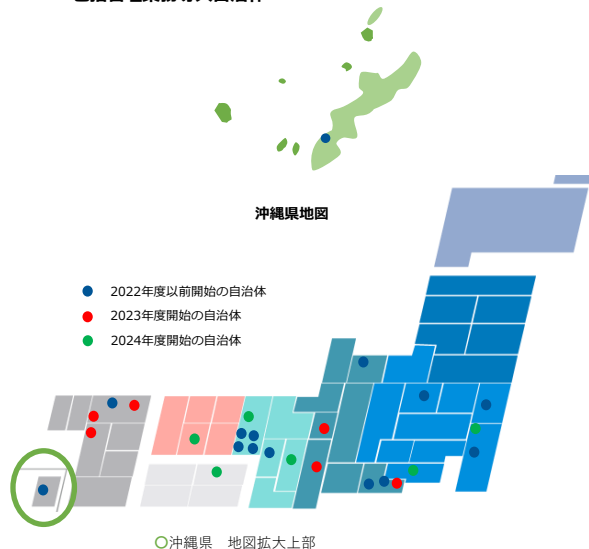 沖縄県地図
2022年度以前開始の自治体
2023年度開始の自治体
2024年度開始の自治体
沖縄県 地図拡大上部